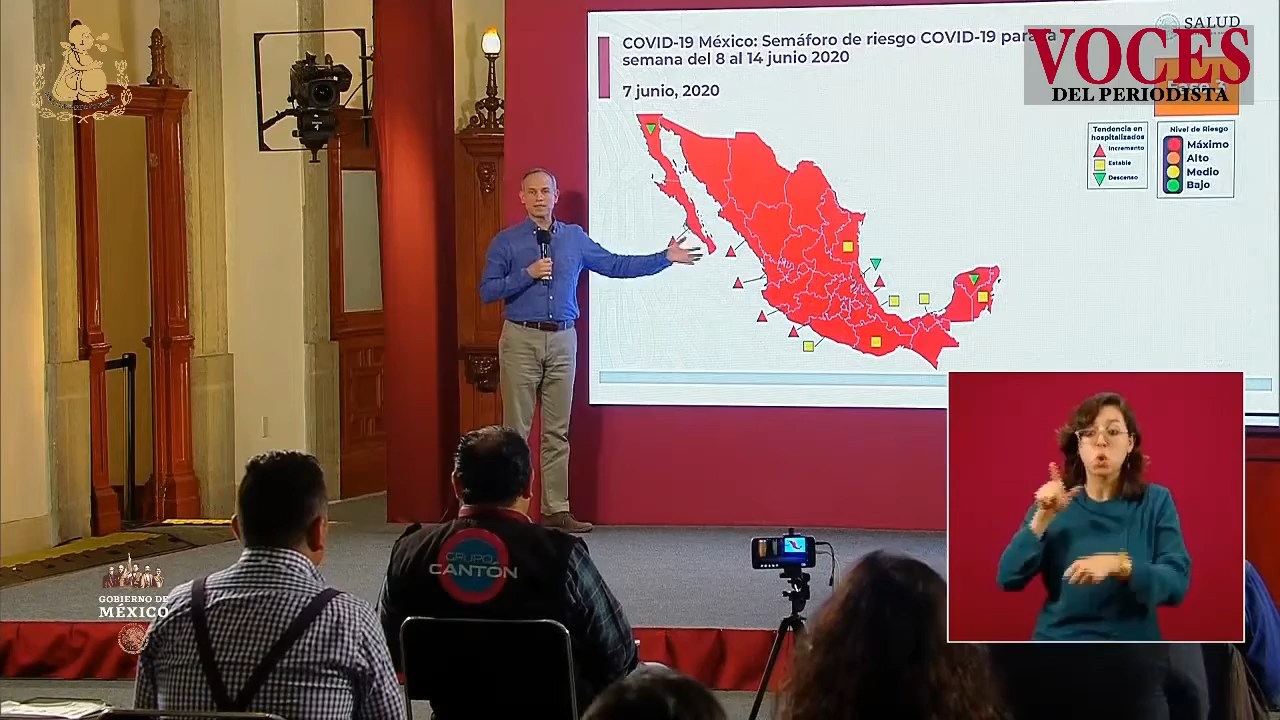 COVID-19 México: Semáforo de riesgo COVID-19 para la
semana del 8 al 14 junio 2020
7 junio, 2020
SALUD
VOCES
DEL PERIODISTA
Tendencia en
hospitalizados
Incremento
Estable
Descenso
Nivel de Riesgo
Máximo
Alto
Medio
Bajo
GRUPO
CANTÓN
GOBIERNO DE
MÉXICO